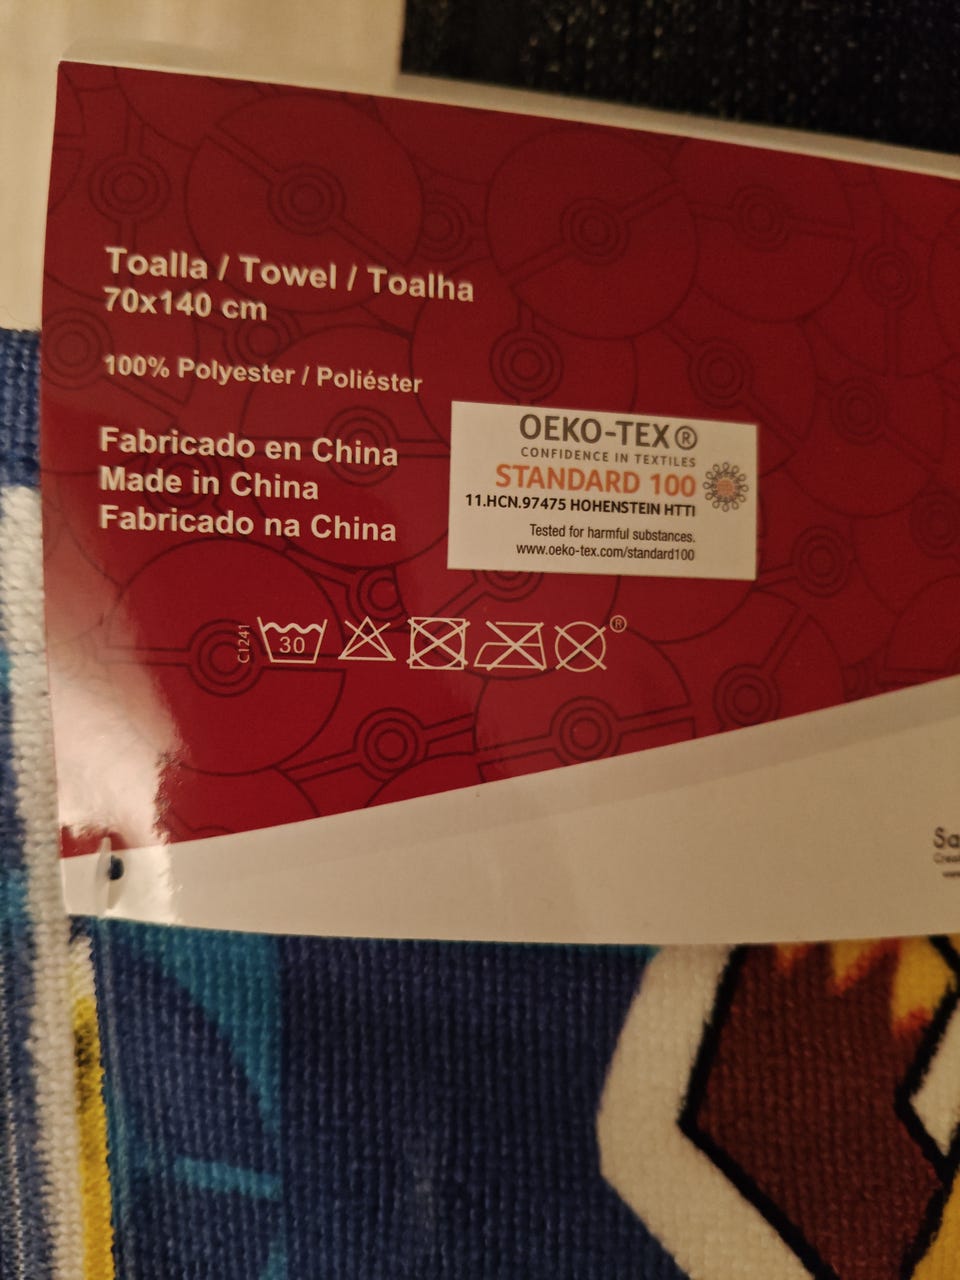 Toalla / Towel / Toalha
70x140 cm
100% Polyester / Poliéster
Fabricado en China
Made in China
Fabricado na China
OEKO-TEX®
CONFIDENCE IN TEXTILES
STANDARD 100
11.HCN.97475 HOHENSTEIN HTTI
Tested for harmful substances.
www.oeko-tex.com/standard100
C1241
30
®